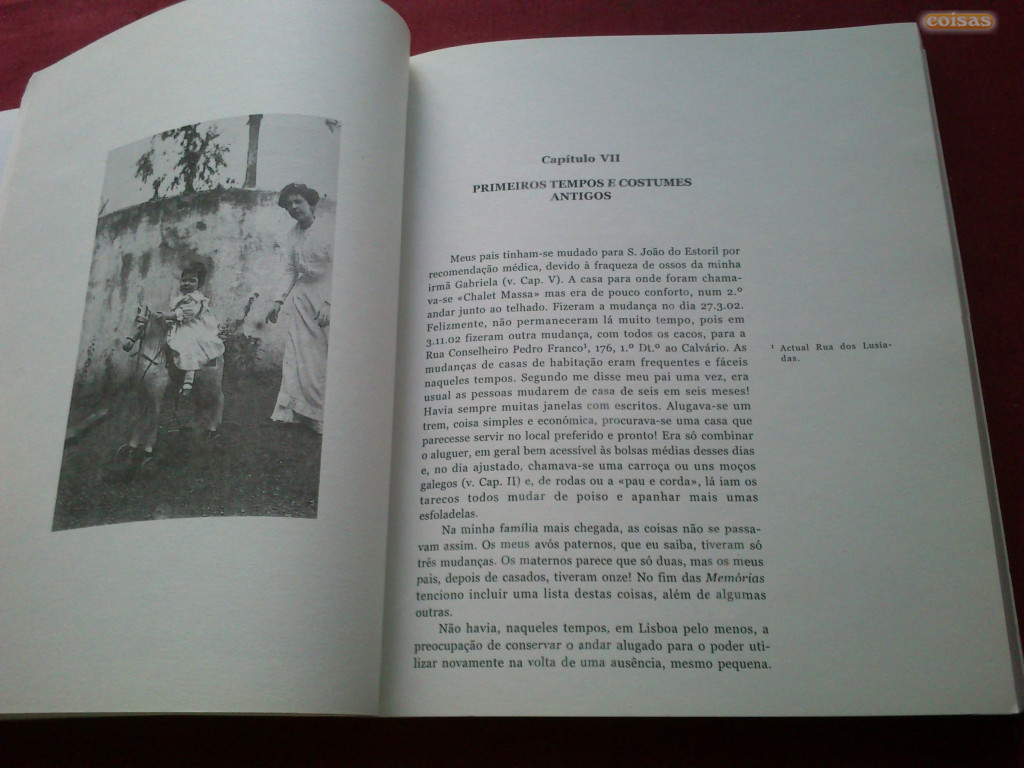 coisas
Capítulo VII
PRIMEIROS TEMPOS E COSTUMES
ANTIGOS
Meus pais tinham-se mudado para S. João do Estoril por
recomendação médica, devido à fraqueza de ossos da minha
irmã Gabriela (v. Cap. V). A casa para onde foram chama-
va-se «Chalet Massa» mas era de pouco conforto, num 2.º
andar junto ao telhado. Fizeram a mudança no dia 27.3.02.
Felizmente, não permaneceram lá muito tempo, pois em
3.11.02 fizeram outra mudança, com todos os cacos, para a
Rua Conselheiro Pedro Franco¹, 176, 1.º Dt.º ao Calvário. As
mudanças de casas de habitação eram frequentes e fáceis
naqueles tempos. Segundo me disse meu pai uma vez, era
usual as pessoas mudarem de casa de seis em seis meses!
Havia sempre muitas janelas com escritos. Alugava-se um
trem, coisa simples e económica, procurava-se uma casa que
parecesse servir no local preferido e pronto! Era só combinar
o aluguer, em geral bem acessível às bolsas médias desses dias
e, no dia ajustado, chamava-se uma carroça ou uns moços
galegos (v. Cap. II) e, de rodas ou a «pau e corda», lá iam os
tarecos todos mudar de poiso e apanhar mais umas
esfoladelas.
Na minha família mais chegada, as coisas não se passa-
vam assim. Os meus avós paternos, que eu saiba, tiveram só
três mudanças. Os maternos parece que só duas, mas os meus
pais, depois de casados, tiveram onze! No fim das Memórias
tenciono incluir uma lista destas coisas, além de algumas
outras.
Não havia, naqueles tempos, em Lisboa pelo menos, a
preocupação de conservar o andar alugado para o poder uti-
lizar novamente na volta de uma ausência, mesmo pequena.
¹ Actual Rua dos Lusía-
das.